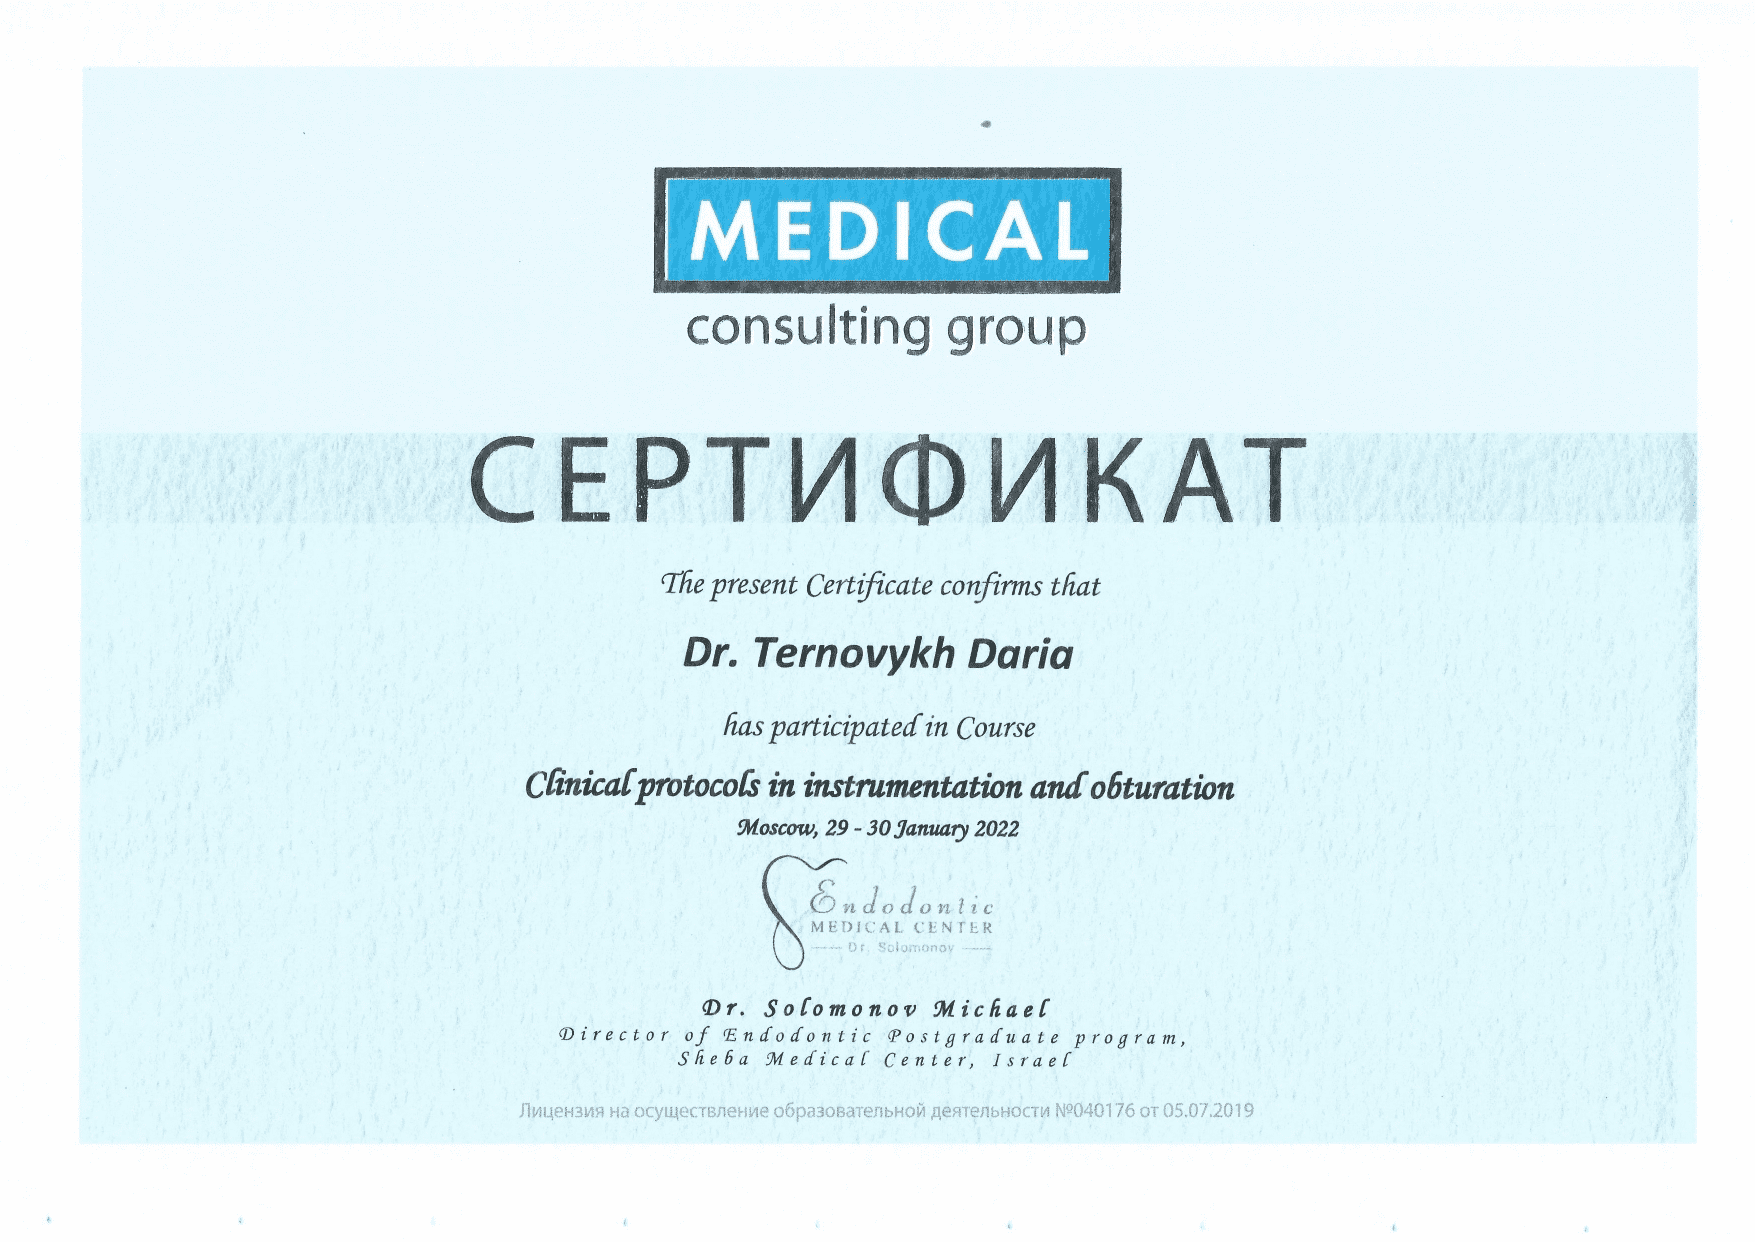 MEDICAL
consulting group
СЕРТИФИКАТ
The present Certificate confirms that
Dr. Ternovykh Daria
has participated in Course
Clinical protocols in instrumentation and obturation
Moscow, 29 - 30 January 2022
Endodontic
MEDICAL CENTER
Dr. Solomonov
Dr. Solomonov Michael
Director of Endodontic Postgraduate program,
Sheba Medical Center, Israel
Лицензия на осуществление образовательной деятельности №040176 от 05.07.2019